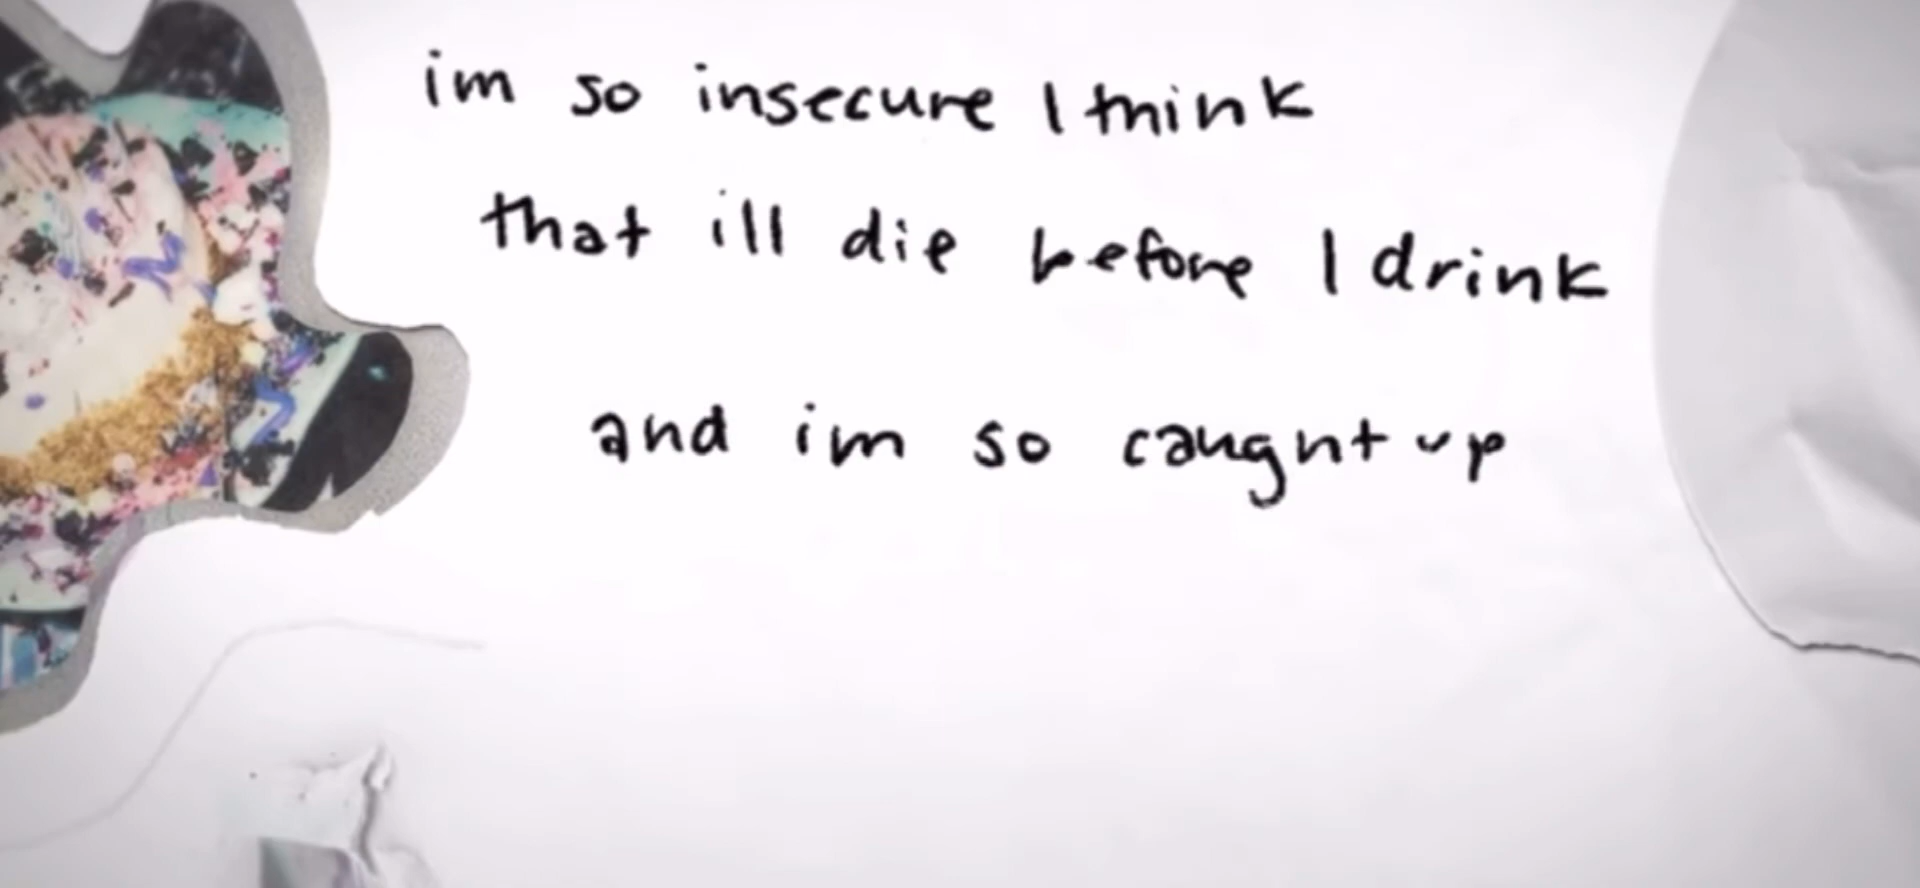 im so insecure I think
that ill die before I drink
and im so caught up